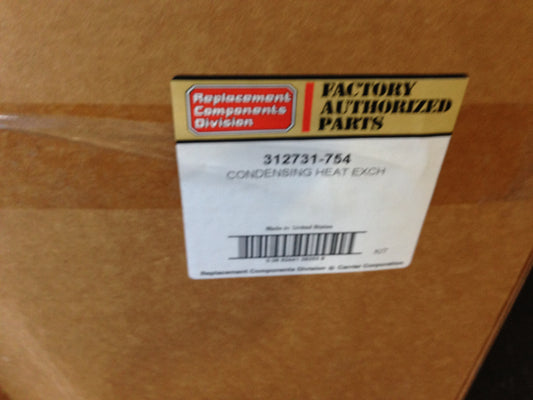 Replacement
Components
Division
FACTORY
AUTHORIZED
PARTS
312731-754
CONDENSING HEAT EXCH
Made in United States
KIT
Replacement Components Division @ Carrier Corporation